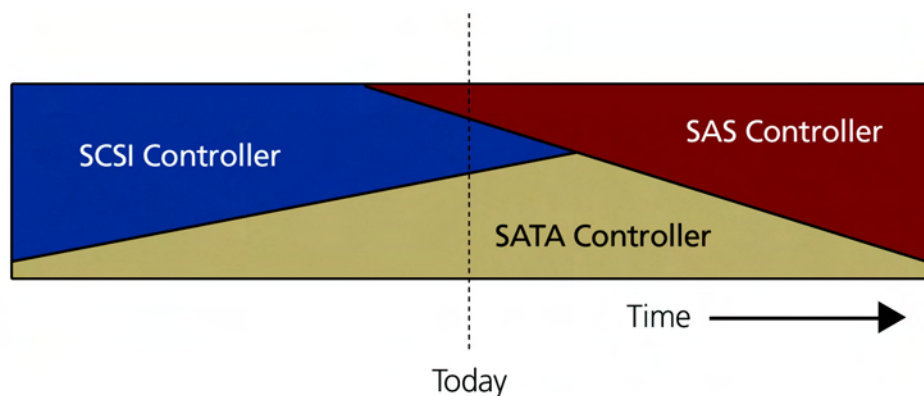 SCSI Controller
SAS Controller
SATA Controller
Time
Today